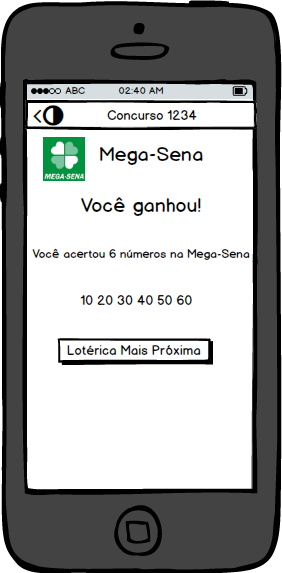 ABC 02:40 AM
< Concurso 1234
MEGA-SENA
Mega-Sena
Você ganhou!
Você acertou 6 números na Mega-Sena
10 20 30 40 50 60
Lotérica Mais Próxima